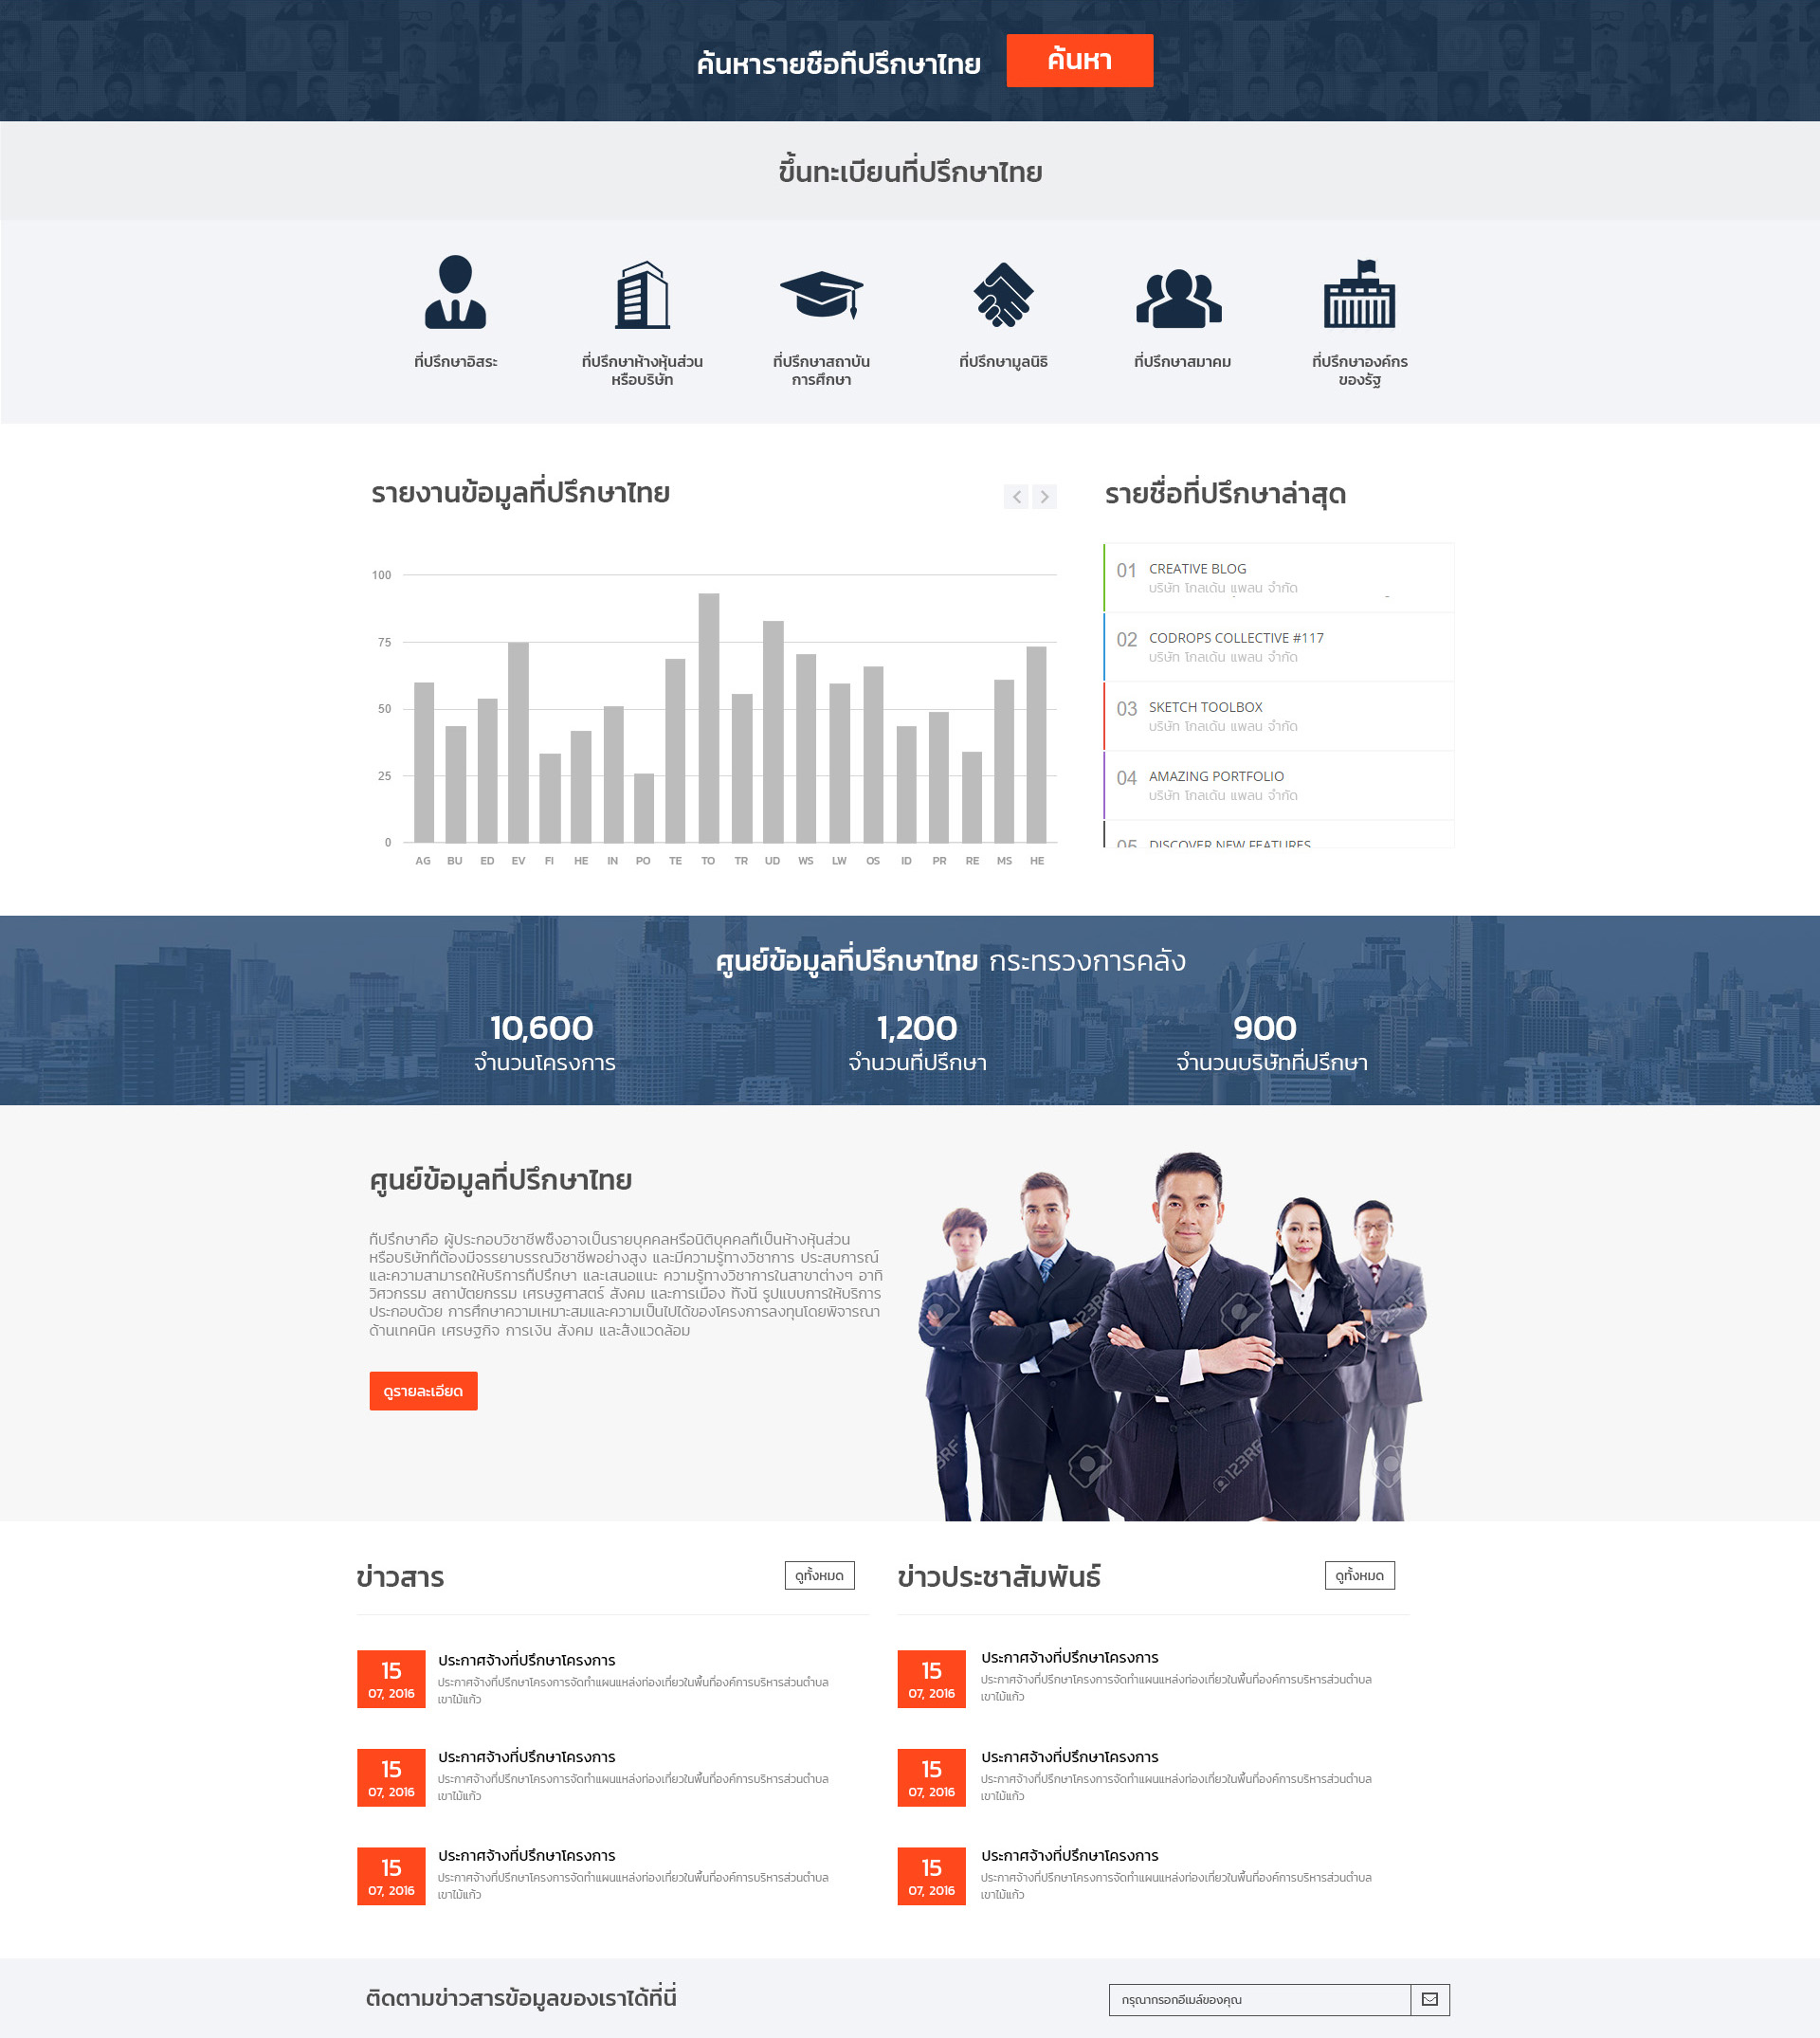 ค้นหารายชื่อที่ปรึกษาไทย
ค้นหา
ขึ้นทะเบียนที่ปรึกษาไทย
ที่ปรึกษาอิสระ
ที่ปรึกษาห้างหุ้นส่วน
หรือบริษัท
ที่ปรึกษาสถาบัน
การศึกษา
ที่ปรึกษามูลนิธิ
ที่ปรึกษาสมาคม
ที่ปรึกษาองค์กร
ของรัฐ
รายงานข้อมูลที่ปรึกษาไทย
100
75
50
25
0
AG BU ED EV FI HE IN PO TE TO TR UD WS LW OS ID PR RE MS HE
รายชื่อที่ปรึกษาล่าสุด
01 CREATIVE BLOG
บริษัท โกลเด้น แพลน จำกัด
02 CODROPS COLLECTIVE #117
บริษัท โกลเด้น แพลน จำกัด
03 SKETCH TOOLBOX
บริษัท โกลเด้น แพลน จำกัด
04 AMAZING PORTFOLIO
บริษัท โกลเด้น แพลน จำกัด
05 DISCOVER NEW FEATURES
ศูนย์ข้อมูลที่ปรึกษาไทย กระทรวงการคลัง
10,600
จำนวนโครงการ
1,200
จำนวนที่ปรึกษา
900
จำนวนบริษัทที่ปรึกษา
ศูนย์ข้อมูลที่ปรึกษาไทย
ที่ปรึกษาคือ ผู้ประกอบวิชาชีพซึ่งอาจเป็นรายบุคคลหรือนิติบุคคลที่เป็นห้างหุ้นส่วน
หรือบริษัทที่ต้องมีจรรยาบรรณวิชาชีพอย่างสูง และมีความรู้ทางวิชาการ ประสบการณ์
และความสามารถให้บริการที่ปรึกษา และเสนอแนะ ความรู้ทางวิชาการในสาขาต่างๆ อาทิ
วิศวกรรม สถาปัตยกรรม เศรษฐศาสตร์ สังคม และการเมือง ทั้งนี้ รูปแบบการให้บริการ
ประกอบด้วย การศึกษาความเหมาะสมและความเป็นไปได้ของโครงการลงทุนโดยพิจารณา
ด้านเทคนิค เศรษฐกิจ การเงิน สังคม และสิ่งแวดล้อม
ดูรายละเอียด
123RF
123RF
123RF
123RF
ข่าวสาร
ดูทั้งหมด
15
07, 2016
ประกาศจ้างที่ปรึกษาโครงการ
ประกาศจ้างที่ปรึกษาโครงการจัดทำแผนแหล่งท่องเที่ยวในพื้นที่องค์การบริหารส่วนตำบล
เขาไม้แก้ว
15
07, 2016
ประกาศจ้างที่ปรึกษาโครงการ
ประกาศจ้างที่ปรึกษาโครงการจัดทำแผนแหล่งท่องเที่ยวในพื้นที่องค์การบริหารส่วนตำบล
เขาไม้แก้ว
15
07, 2016
ประกาศจ้างที่ปรึกษาโครงการ
ประกาศจ้างที่ปรึกษาโครงการจัดทำแผนแหล่งท่องเที่ยวในพื้นที่องค์การบริหารส่วนตำบล
เขาไม้แก้ว
ข่าวประชาสัมพันธ์
ดูทั้งหมด
15
07, 2016
ประกาศจ้างที่ปรึกษาโครงการ
ประกาศจ้างที่ปรึกษาโครงการจัดทำแผนแหล่งท่องเที่ยวในพื้นที่องค์การบริหารส่วนตำบล
เขาไม้แก้ว
15
07, 2016
ประกาศจ้างที่ปรึกษาโครงการ
ประกาศจ้างที่ปรึกษาโครงการจัดทำแผนแหล่งท่องเที่ยวในพื้นที่องค์การบริหารส่วนตำบล
เขาไม้แก้ว
15
07, 2016
ประกาศจ้างที่ปรึกษาโครงการ
ประกาศจ้างที่ปรึกษาโครงการจัดทำแผนแหล่งท่องเที่ยวในพื้นที่องค์การบริหารส่วนตำบล
เขาไม้แก้ว
ติดตามข่าวสารข้อมูลของเราได้ที่นี่
กรุณากรอกอีเมล์ของคุณ